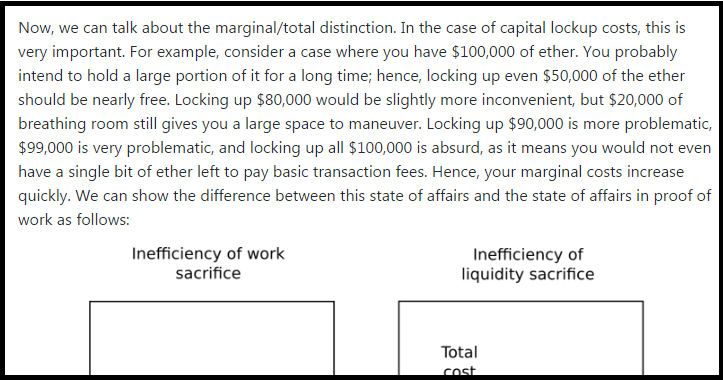 Now, we can talk about the marginal/total distinction. In the case of capital lockup costs, this is
very important. For example, consider a case where you have $100,000 of ether. You probably
intend to hold a large portion of it for a long time; hence, locking up even $50,000 of the ether
should be nearly free. Locking up $80,000 would be slightly more inconvenient, but $20,000 of
breathing room still gives you a large space to maneuver. Locking up $90,000 is more problematic,
$99,000 is very problematic, and locking up all $100,000 is absurd, as it means you would not even
have a single bit of ether left to pay basic transaction fees. Hence, your marginal costs increase
quickly. We can show the difference between this state of affairs and the state of affairs in proof of
work as follows:
Inefficiency of work
sacrifice
Inefficiency of
liquidity sacrifice
Total
cost